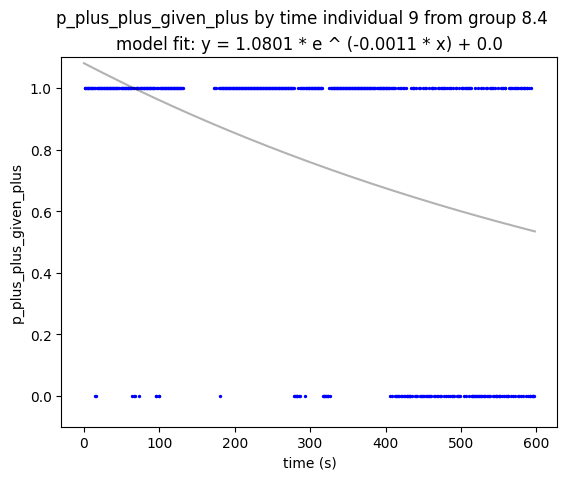 p_plus_plus_given_plus by time individual 9 from group 8.4
model fit: y = 1.0801 * e ^ (-0.0011 * x) + 0.0
p_plus_plus_given_plus
1.0
0.8
0.6
0.4
0.2
0.0
0 100 200 300 400 500 600
time (s)